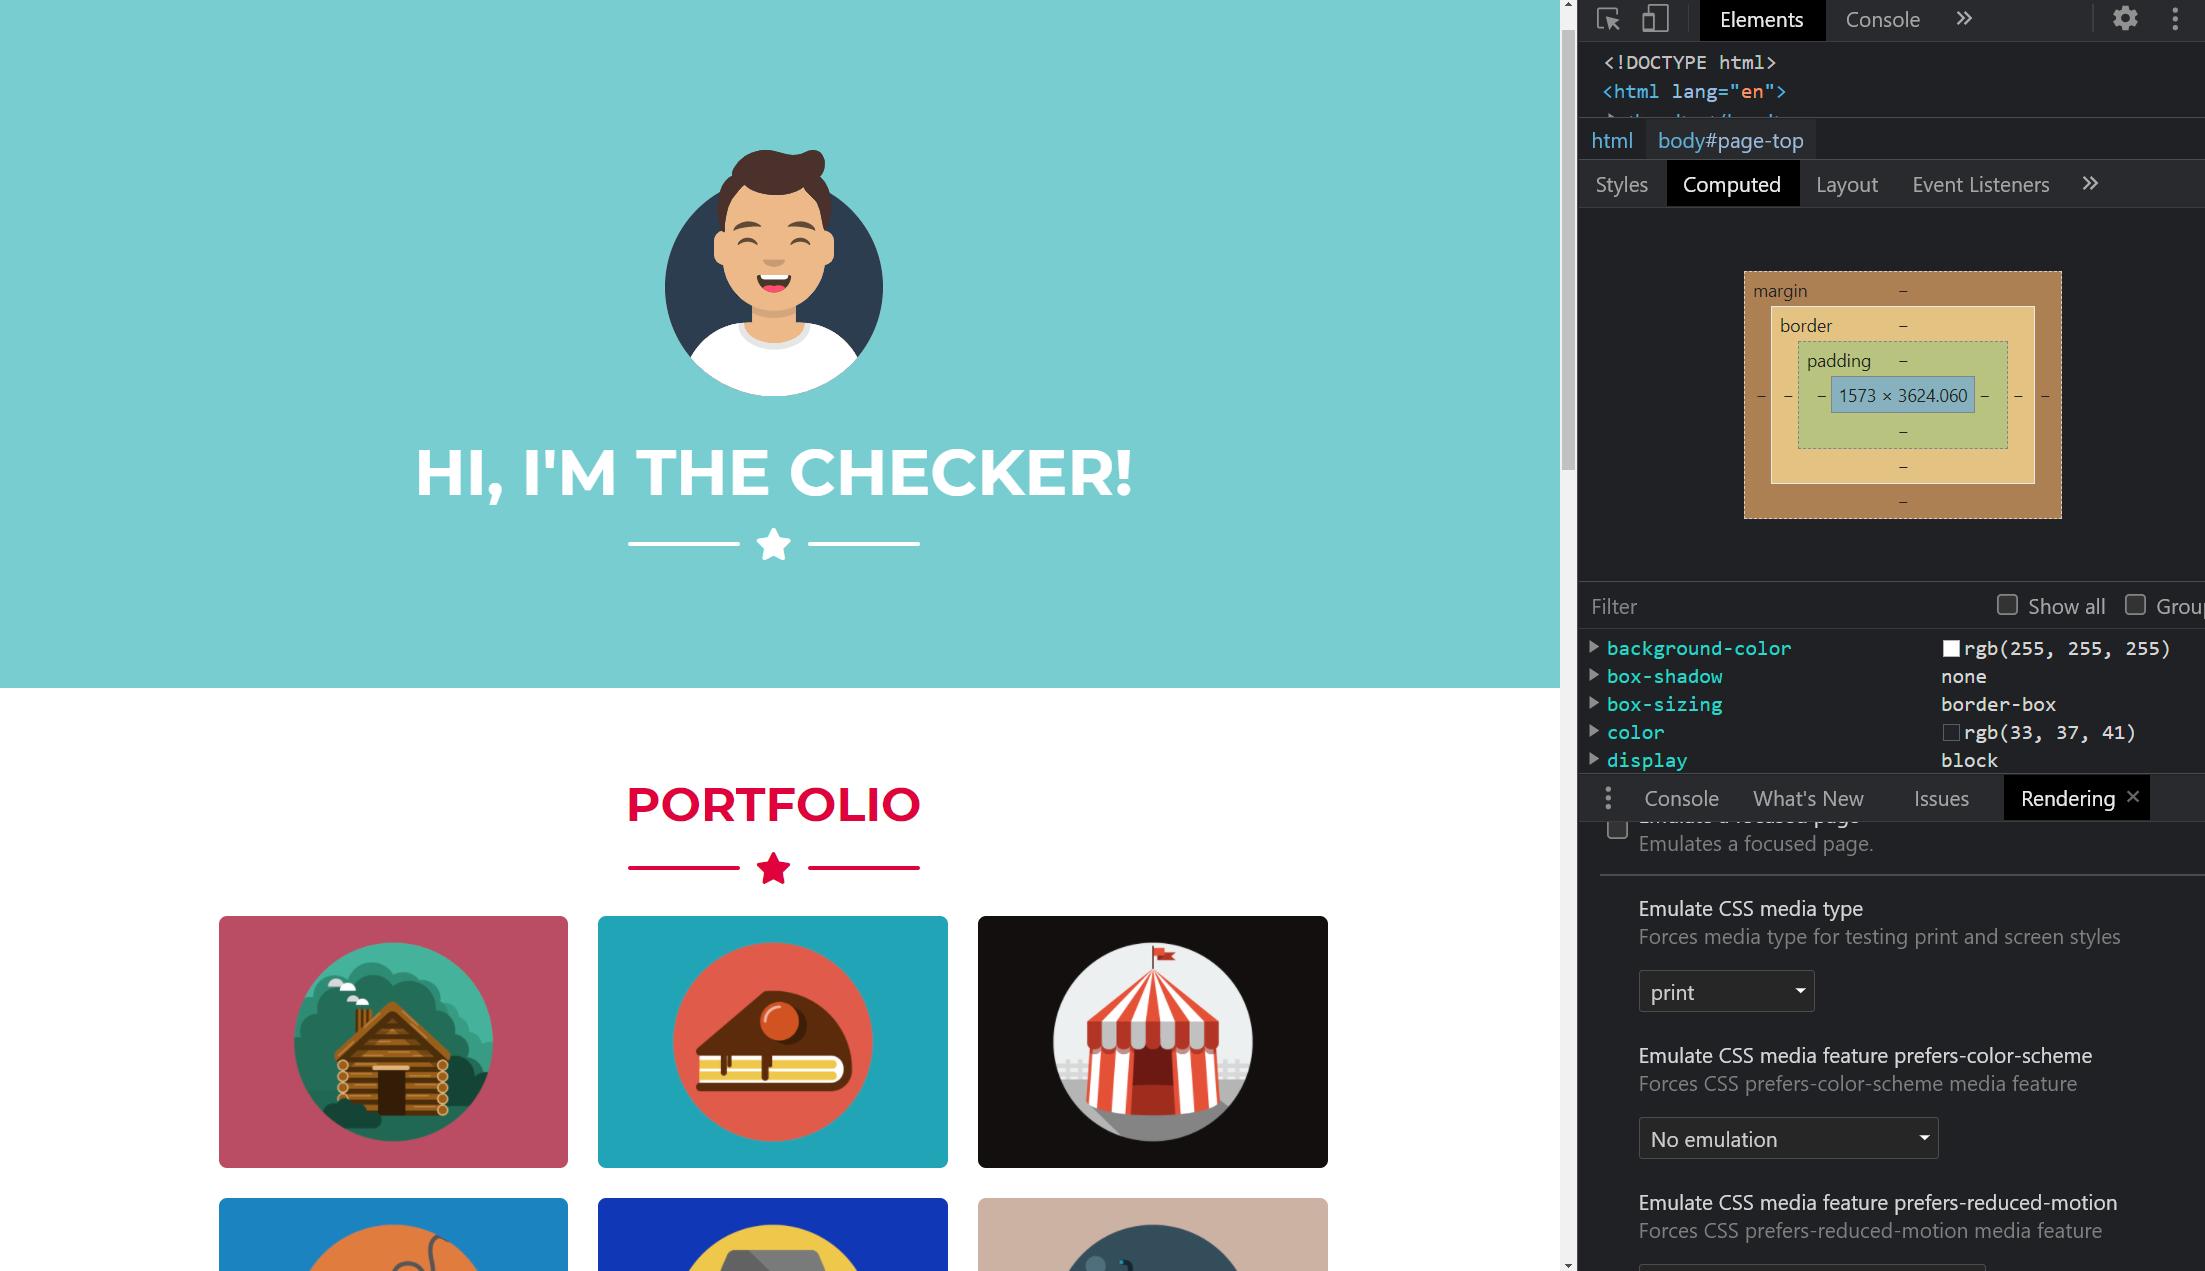 HI, I'M THE CHECKER!
PORTFOLIO
Elements Console
<!DOCTYPE html>
<html lang="en">
html body#page-top
Styles Computed Layout Event Listeners
margin –
border –
padding –
– – – 1573 × 3624.060 – – –
–
–
–
Filter Show all
background-color rgb(255, 255, 255)
box-shadow none
box-sizing border-box
color rgb(33, 37, 41)
display block
Console What's New Issues Rendering
Emulate a focused page
Emulates a focused page.
Emulate CSS media type
Forces media type for testing print and screen styles
print
Emulate CSS media feature prefers-color-scheme
Forces CSS prefers-color-scheme media feature
No emulation
Emulate CSS media feature prefers-reduced-motion
Forces CSS prefers-reduced-motion media feature